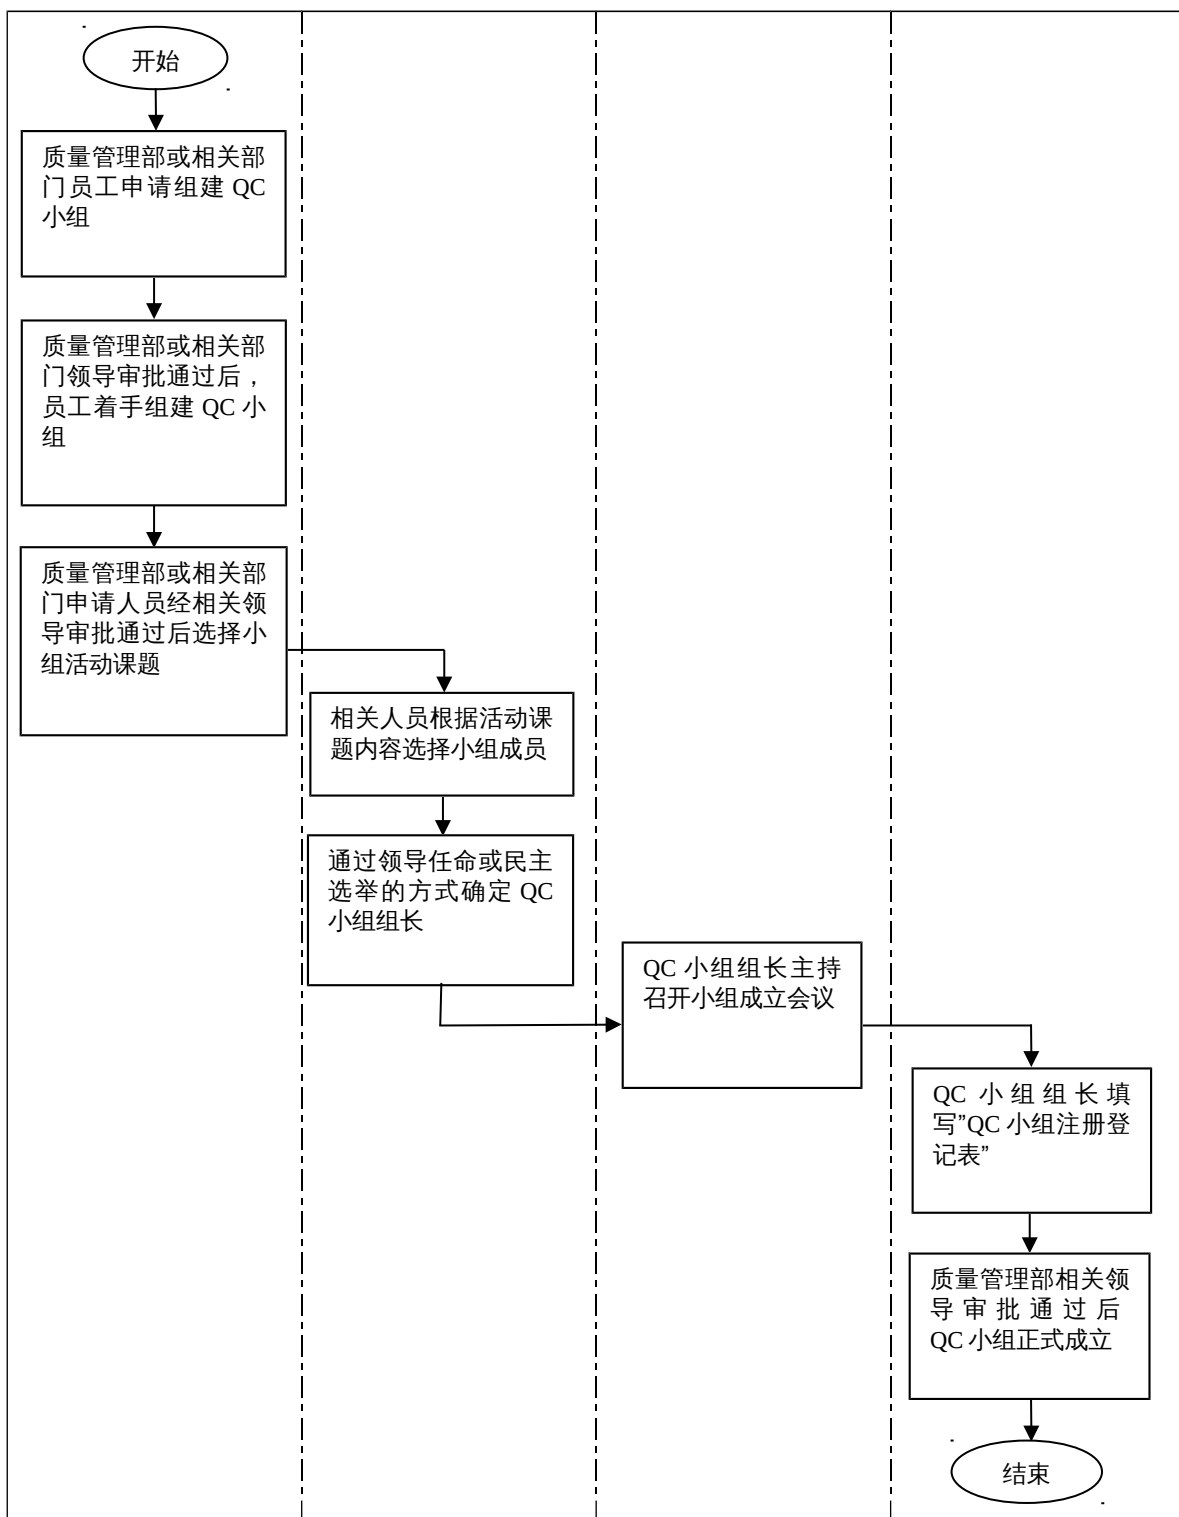 开始
质量管理部或相关部
门员工申请组建 QC
小组
质量管理部或相关部
门领导审批通过后，
员工着手组建 QC 小
组
质量管理部或相关部
门申请人员经相关领
导审批通过后选择小
组活动课题
相关人员根据活动课
题内容选择小组成员
通过领导任命或民主
选举的方式确定 QC
小组组长
QC 小组组长主持
召开小组成立会议
QC 小组组长填
写”QC 小组注册登
记表”
质量管理部相关领
导审批通过后
QC 小组正式成立
结束